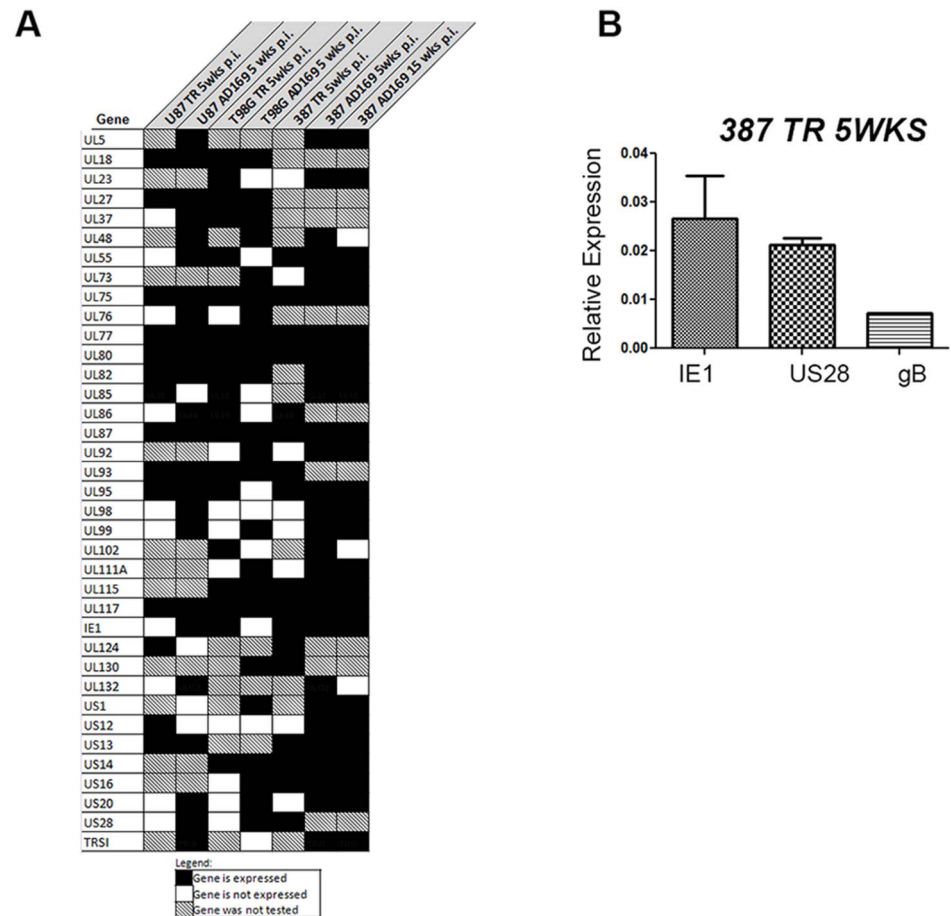 A
U87 TR 5wks p.i.
U87 AD169 5 wks p.i.
T98G TR 5wks p.i.
T98G AD169 5 wks p.i.
387 TR 5wks p.i.
387 AD169 5wks p.i.
387 AD169 15 wks p.i.
Gene
UL5
UL18
UL23
UL27
UL37
UL48
UL55
UL73
UL75
UL76
UL77
UL80
UL82
UL85
UL86
UL87
UL92
UL93
UL95
UL98
UL99
UL102
UL111A
UL115
UL117
IE1
UL124
UL130
UL132
US1
US12
US13
US14
US16
US20
US28
TRSI
Legend:
Gene is expressed
Gene is not expressed
Gene was not tested
B
387 TR 5WKS
Relative Expression
0.04
0.03
0.02
0.01
0.00
IE1 US28 gB